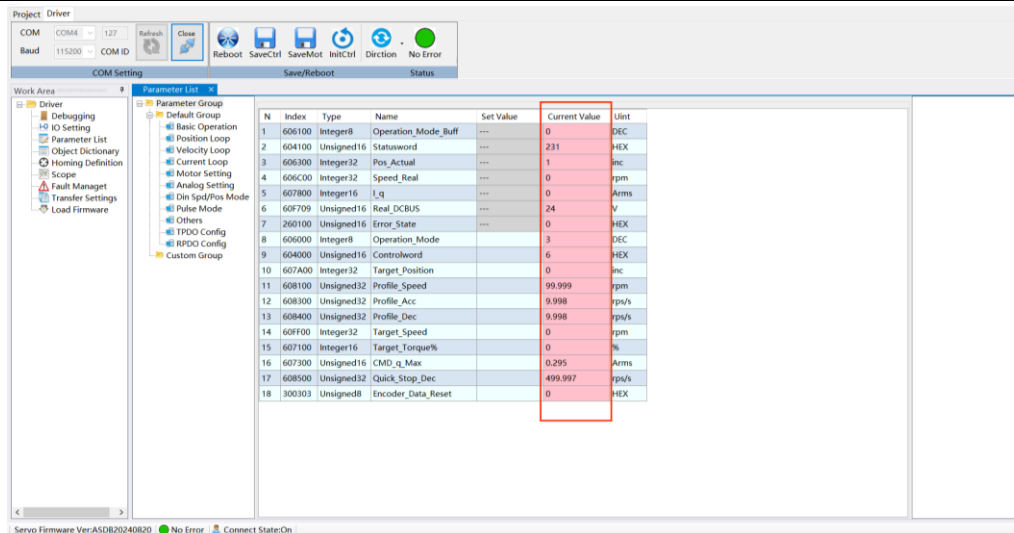 Project Driver
COM COM4 127 Refresh Close
Baud 115200 COM ID
Reboot SaveCtrl SaveMot InitCtrl Dirction No Error
COM Setting Save/Reboot Status
Work Area
Driver
Debugging
IO Setting
Parameter List
Object Dictionary
Homing Definition
Scope
Fault Managet
Transfer Settings
Load Firmware
Parameter List ×
Parameter Group
Default Group
Basic Operation
Position Loop
Velocity Loop
Current Loop
Motor Setting
Analog Setting
Din Spd/Pos Mode
Pulse Mode
Others
TPDO Config
RPDO Config
Custom Group
N Index Type Name Set Value Current Value Uint
1 606100 Integer8 Operation_Mode_Buff --- 0 DEC
2 604100 Unsigned16 Statusword --- 231 HEX
3 606300 Integer32 Pos_Actual --- 1 inc
4 606C00 Integer32 Speed_Real --- 0 rpm
5 607800 Integer16 I_q --- 0 Arms
6 60F709 Unsigned16 Real_DCBUS --- 24 V
7 260100 Unsigned16 Error_State --- 0 HEX
8 606000 Integer8 Operation_Mode 3 DEC
9 604000 Unsigned16 Controlword 6 HEX
10 607A00 Integer32 Target_Position 0 inc
11 608100 Unsigned32 Profile_Speed 99.999 rpm
12 608300 Unsigned32 Profile_Acc 9.998 rps/s
13 608400 Unsigned32 Profile_Dec 9.998 rps/s
14 60FF00 Integer32 Target_Speed 0 rpm
15 607100 Integer16 Target_Torque% 0 %
16 607300 Unsigned16 CMD_q_Max 0.295 Arms
17 608500 Unsigned32 Quick_Stop_Dec 499.997 rps/s
18 300303 Unsigned8 Encoder_Data_Reset 0 HEX
Servo Firmware Ver:ASDB20240820 No Error Connect State:On